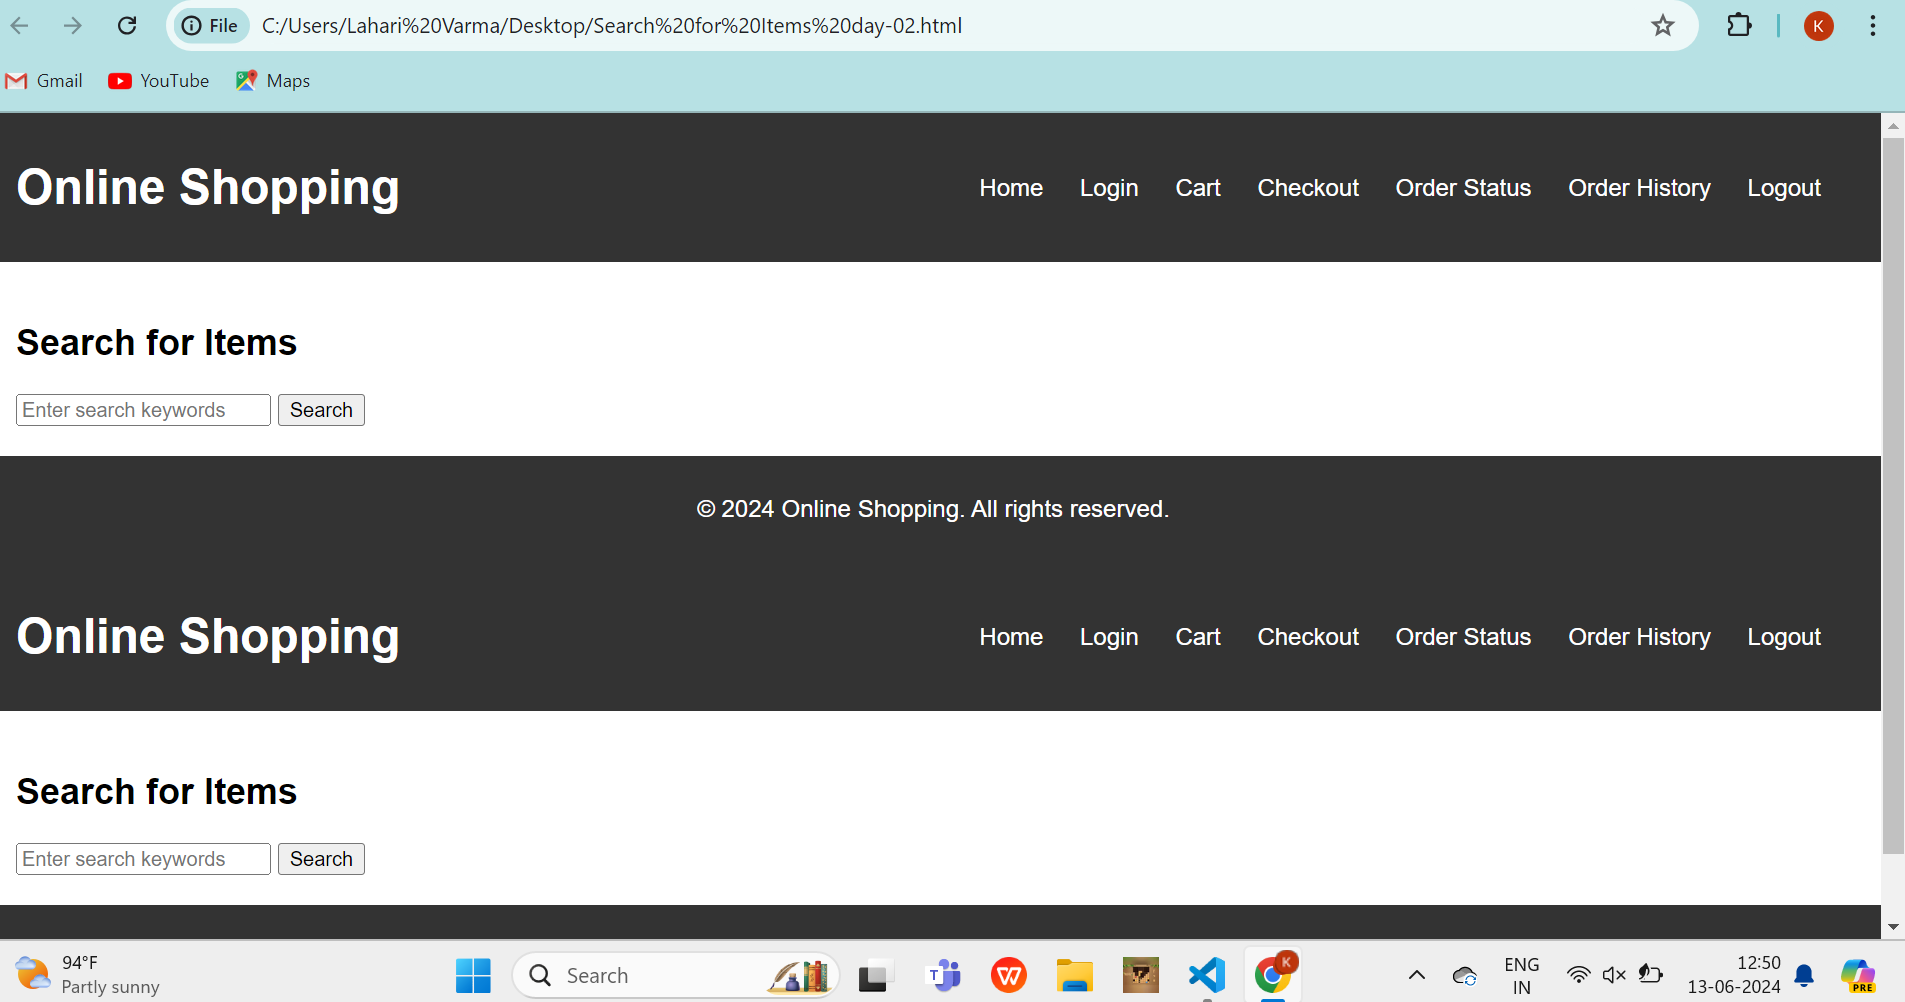 File C:/Users/Lahari%20Varma/Desktop/Search%20for%20Items%20day-02.html K
Gmail YouTube Maps
Online Shopping Home Login Cart Checkout Order Status Order History Logout
Search for Items
Enter search keywords Search
© 2024 Online Shopping. All rights reserved.
Online Shopping Home Login Cart Checkout Order Status Order History Logout
Search for Items
Enter search keywords Search
94°F
Partly sunny
Search
T
W
K
ENG
IN
12:50
13-06-2024
PRE